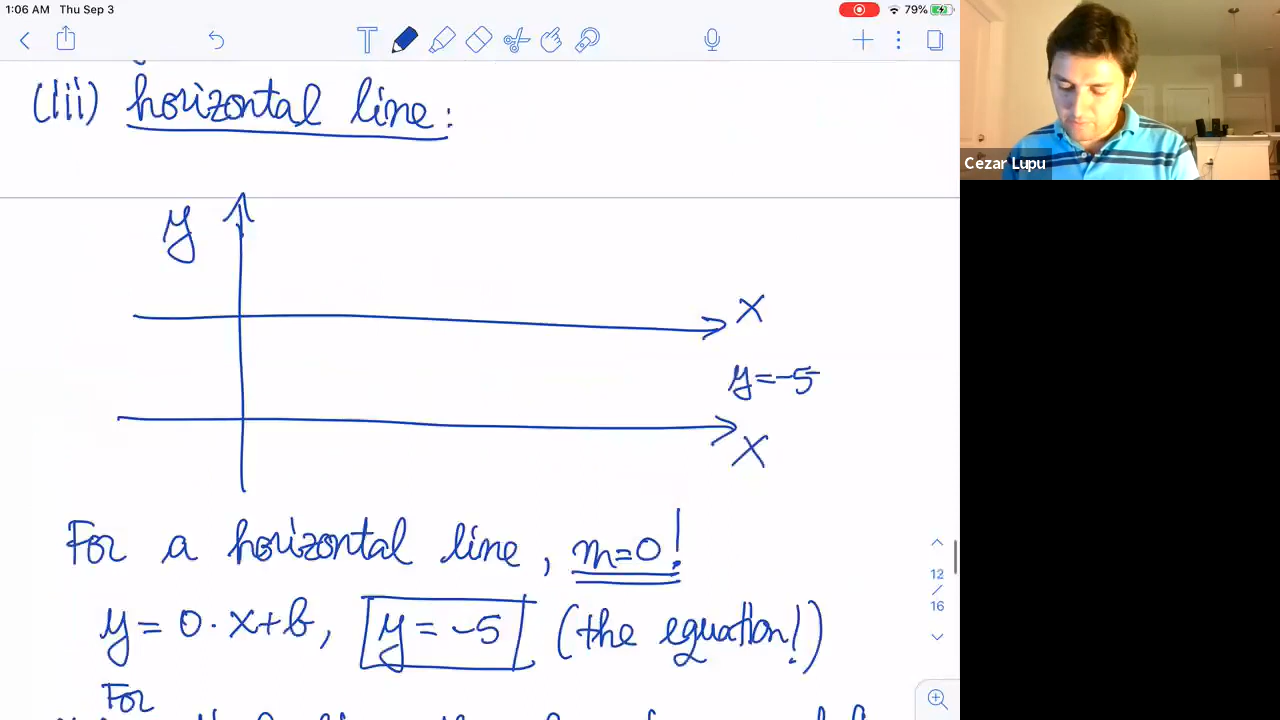 1:06 AM Thu Sep 3
79%
(iii) horizontal line:
Cezar Lupu
y
x
y=-5
x
For a horizontal line, m=0!
12
/
16
y = 0·x+b, y = -5 (the equation!)
For